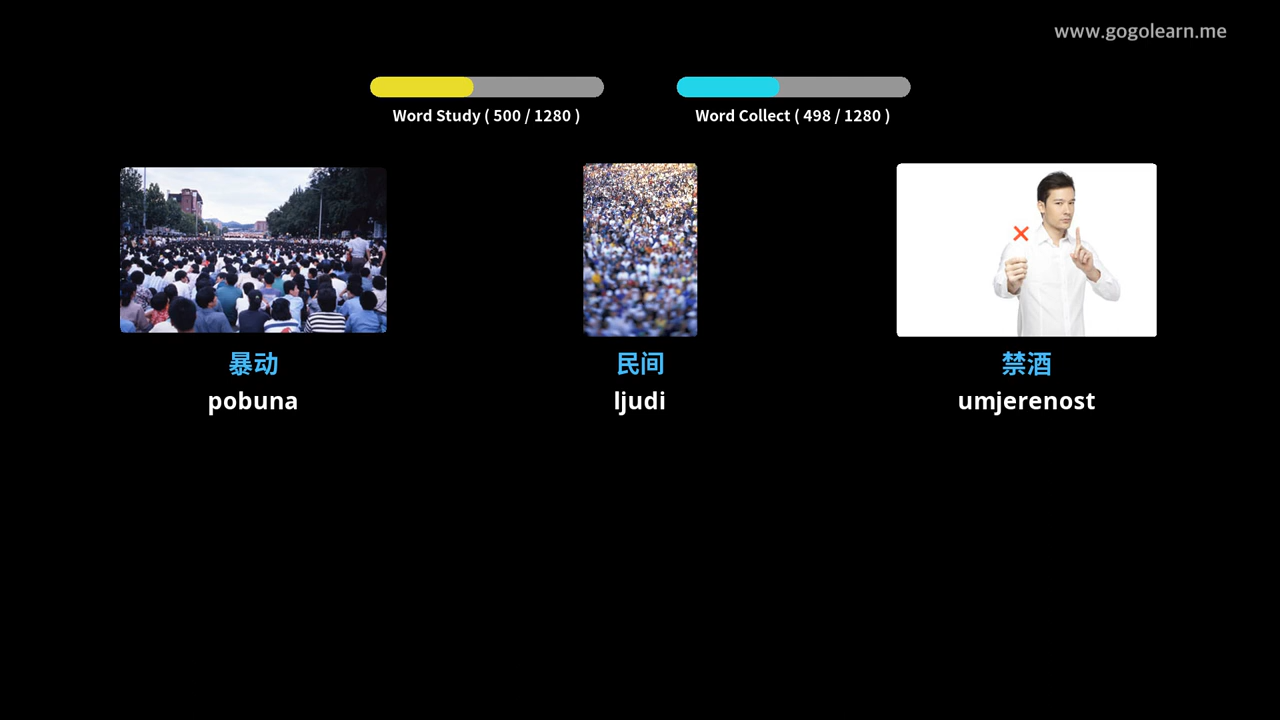 www.gogolearn.me
Word Study ( 500 / 1280 )
Word Collect ( 498 / 1280 )
暴动
民间
禁酒
pobuna
ljudi
umjerenost